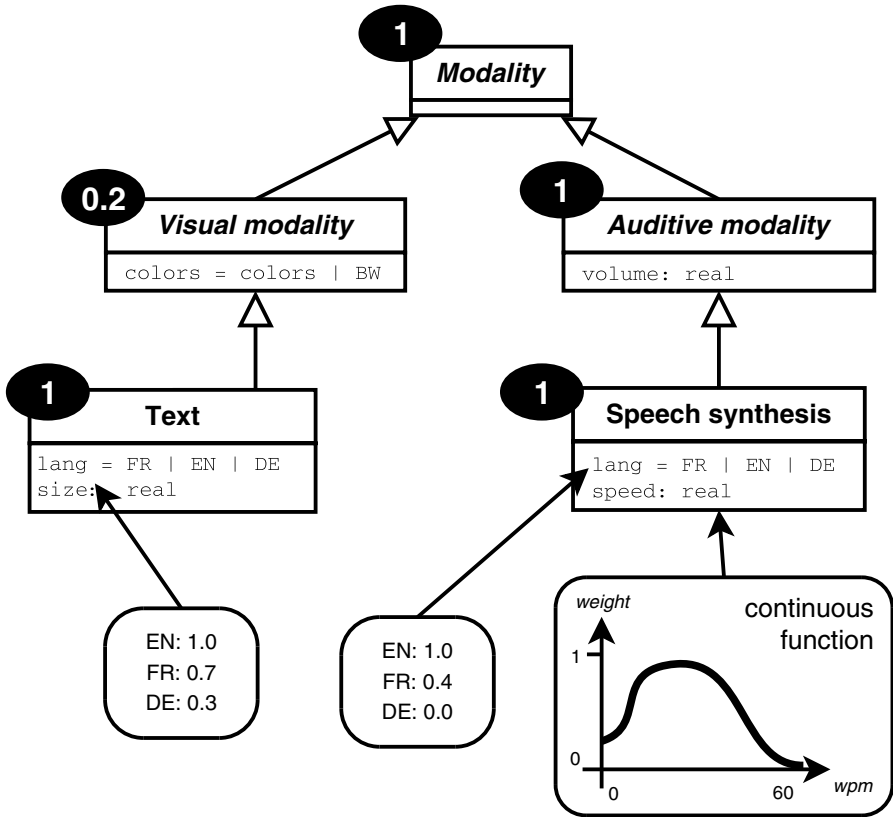 1
Modality
0.2
Visual modality
colors = colors | BW
1
Auditive modality
volume: real
1
Text
lang = FR | EN | DE
size: real
1
Speech synthesis
lang = FR | EN | DE
speed: real
EN: 1.0
FR: 0.7
DE: 0.3
EN: 1.0
FR: 0.4
DE: 0.0
weight
continuous
function
1
0
0
60
wpm